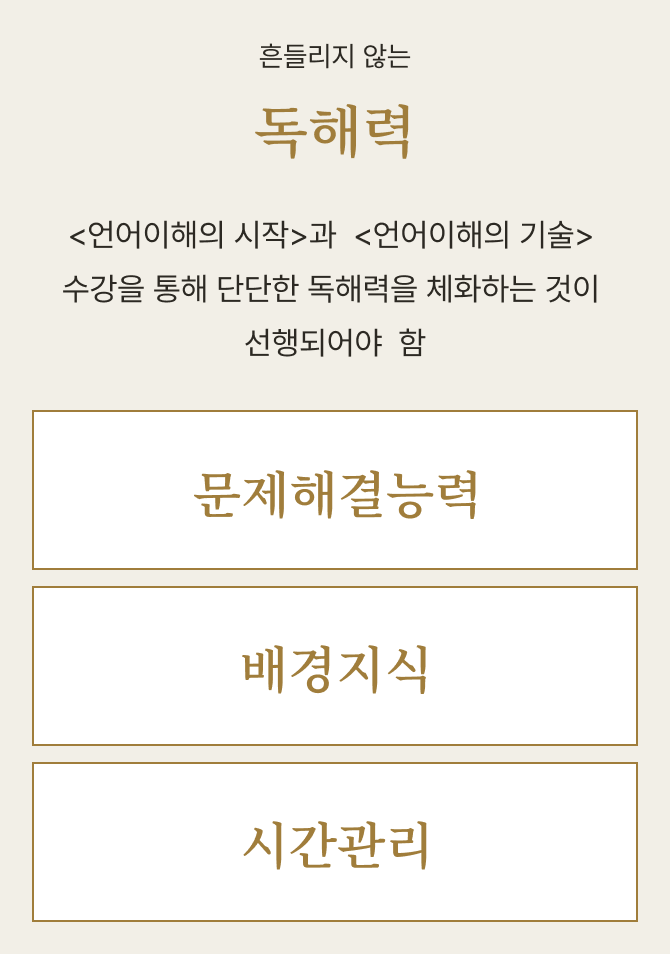 흔들리지 않는
독해력
<언어이해의 시작>과 <언어이해의 기술>
수강을 통해 단단한 독해력을 체화하는 것이
선행되어야 함
문제해결능력
배경지식
시간관리